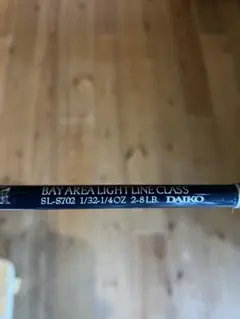 BAY AREA LIGHT LINE CLASS
SL-S702 1/32-1/4OZ 2-8LB. DAIKO